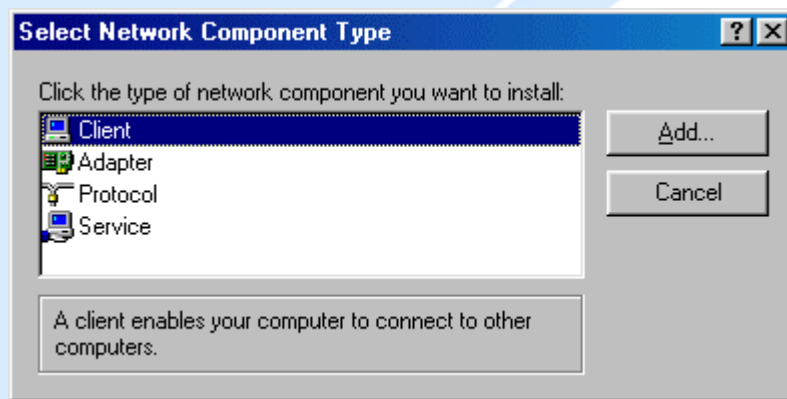 Select Network Component Type
Click the type of network component you want to install:
Client
Adapter
Protocol
Service
Add...
Cancel
A client enables your computer to connect to other
computers.